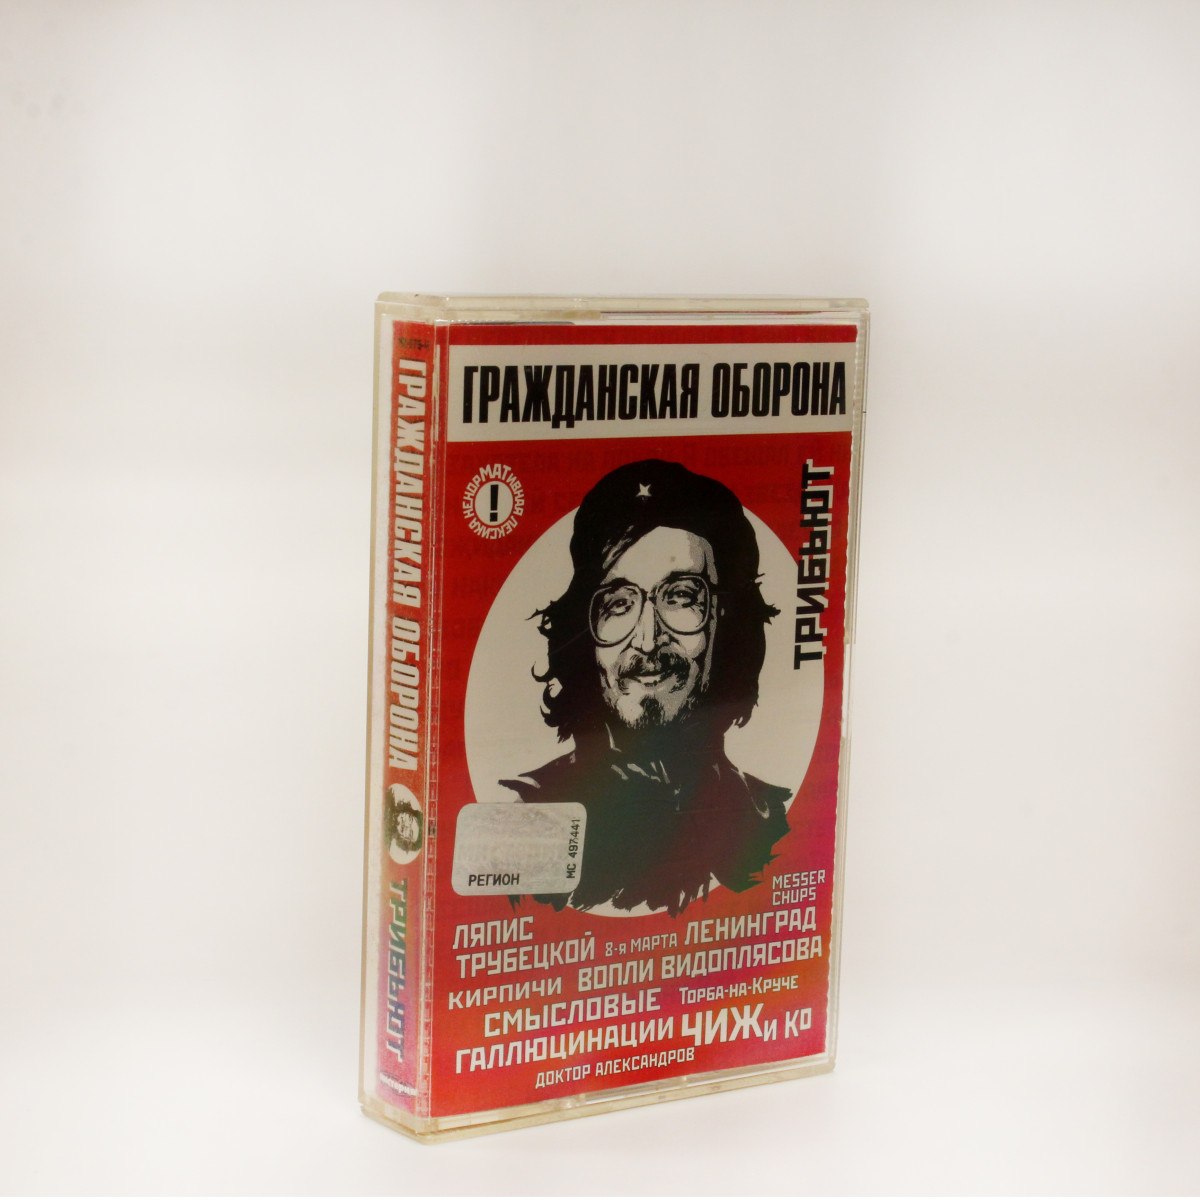 ГРАЖДАНСКАЯ ОБОРОНА
ТРИБЬЮТ
ГРАЖДАНСКАЯ ОБОРОНА
НЕНОРМАТИВНАЯ ЛЕКСИКА
!
ТРИБЬЮТ
РЕГИОН
МС 497441
MESSER
CHUPS
ЛЯПИС
ТРУБЕЦКОЙ
8-Я МАРТА
ЛЕНИНГРАД
КИРПИЧИ
ВОПЛИ ВИДОПЛЯСОВА
СМЫСЛОВЫЕ
ГАЛЛЮЦИНАЦИИ
ТОРБА-НА-КРУЧЕ
ЧИЖ И КО
ДОКТОР АЛЕКСАНДРОВ